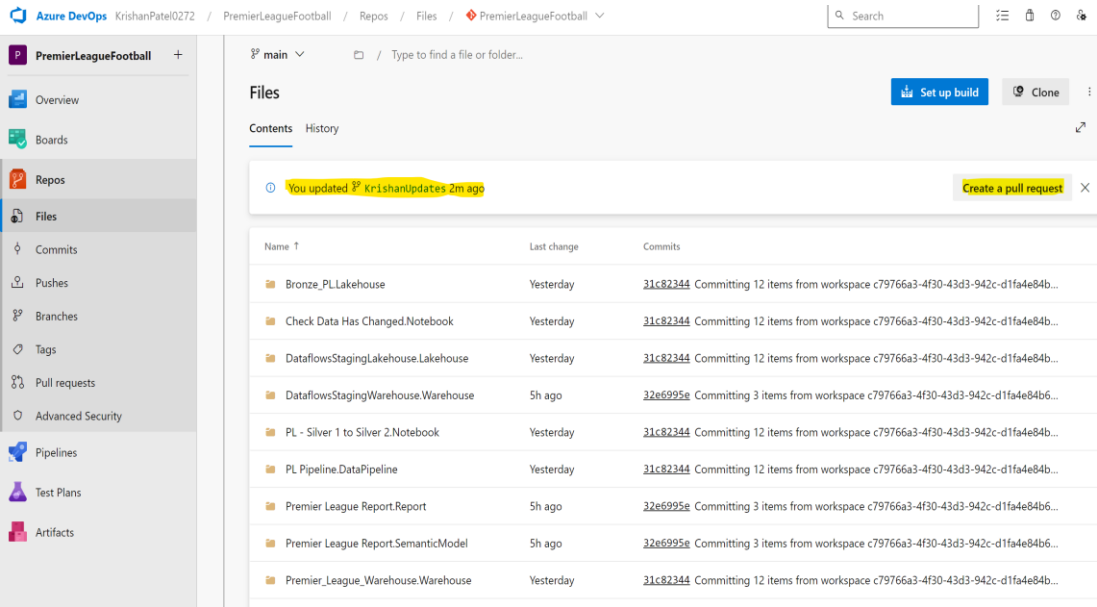 Azure DevOps KrishanPatel0272 / PremierLeagueFootball / Repos / Files / PremierLeagueFootball
Search
P PremierLeagueFootball +
Overview
Boards
Repos
Files
Commits
Pushes
Branches
Tags
Pull requests
Advanced Security
Pipelines
Test Plans
Artifacts
main / Type to find a file or folder...
Files
Set up build
Clone
Contents History
You updated KrishanUpdates 2m ago
Create a pull request
Name ↑ Last change Commits
Bronze_PL.Lakehouse Yesterday 31c82344 Committing 12 items from workspace c79766a3-4f30-43d3-942c-d1fa4e84b...
Check Data Has Changed.Notebook Yesterday 31c82344 Committing 12 items from workspace c79766a3-4f30-43d3-942c-d1fa4e84b...
DataflowsStagingLakehouse.Lakehouse Yesterday 31c82344 Committing 12 items from workspace c79766a3-4f30-43d3-942c-d1fa4e84b...
DataflowsStagingWarehouse.Warehouse 5h ago 32e6995e Committing 3 items from workspace c79766a3-4f30-43d3-942c-d1fa4e84b6...
PL - Silver 1 to Silver 2.Notebook Yesterday 31c82344 Committing 12 items from workspace c79766a3-4f30-43d3-942c-d1fa4e84b...
PL Pipeline.DataPipeline Yesterday 31c82344 Committing 12 items from workspace c79766a3-4f30-43d3-942c-d1fa4e84b...
Premier League Report.Report 5h ago 32e6995e Committing 3 items from workspace c79766a3-4f30-43d3-942c-d1fa4e84b6...
Premier League Report.SemanticModel 5h ago 32e6995e Committing 3 items from workspace c79766a3-4f30-43d3-942c-d1fa4e84b6...
Premier_League_Warehouse.Warehouse Yesterday 31c82344 Committing 12 items from workspace c79766a3-4f30-43d3-942c-d1fa4e84b...